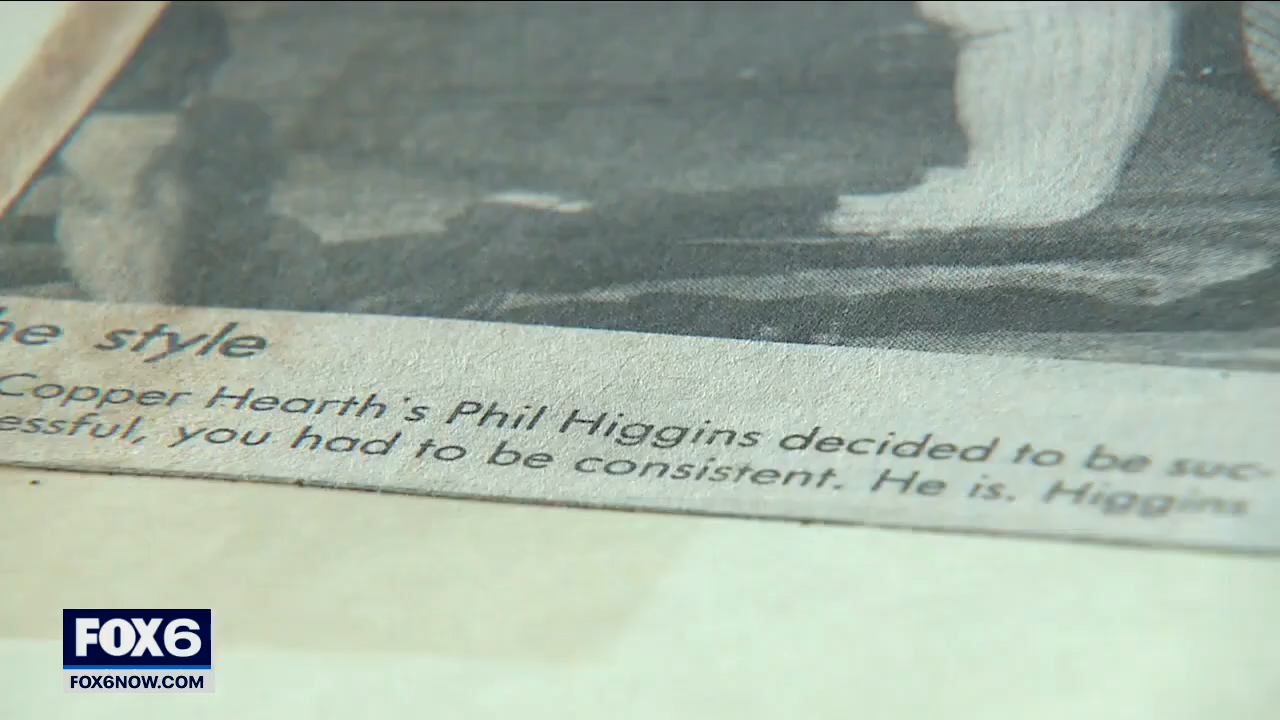 he style
Copper Hearth's Phil Higgins decided to be suc-
essful, you had to be consistent. He is. Higgins
FOX6
FOX6NOW.COM